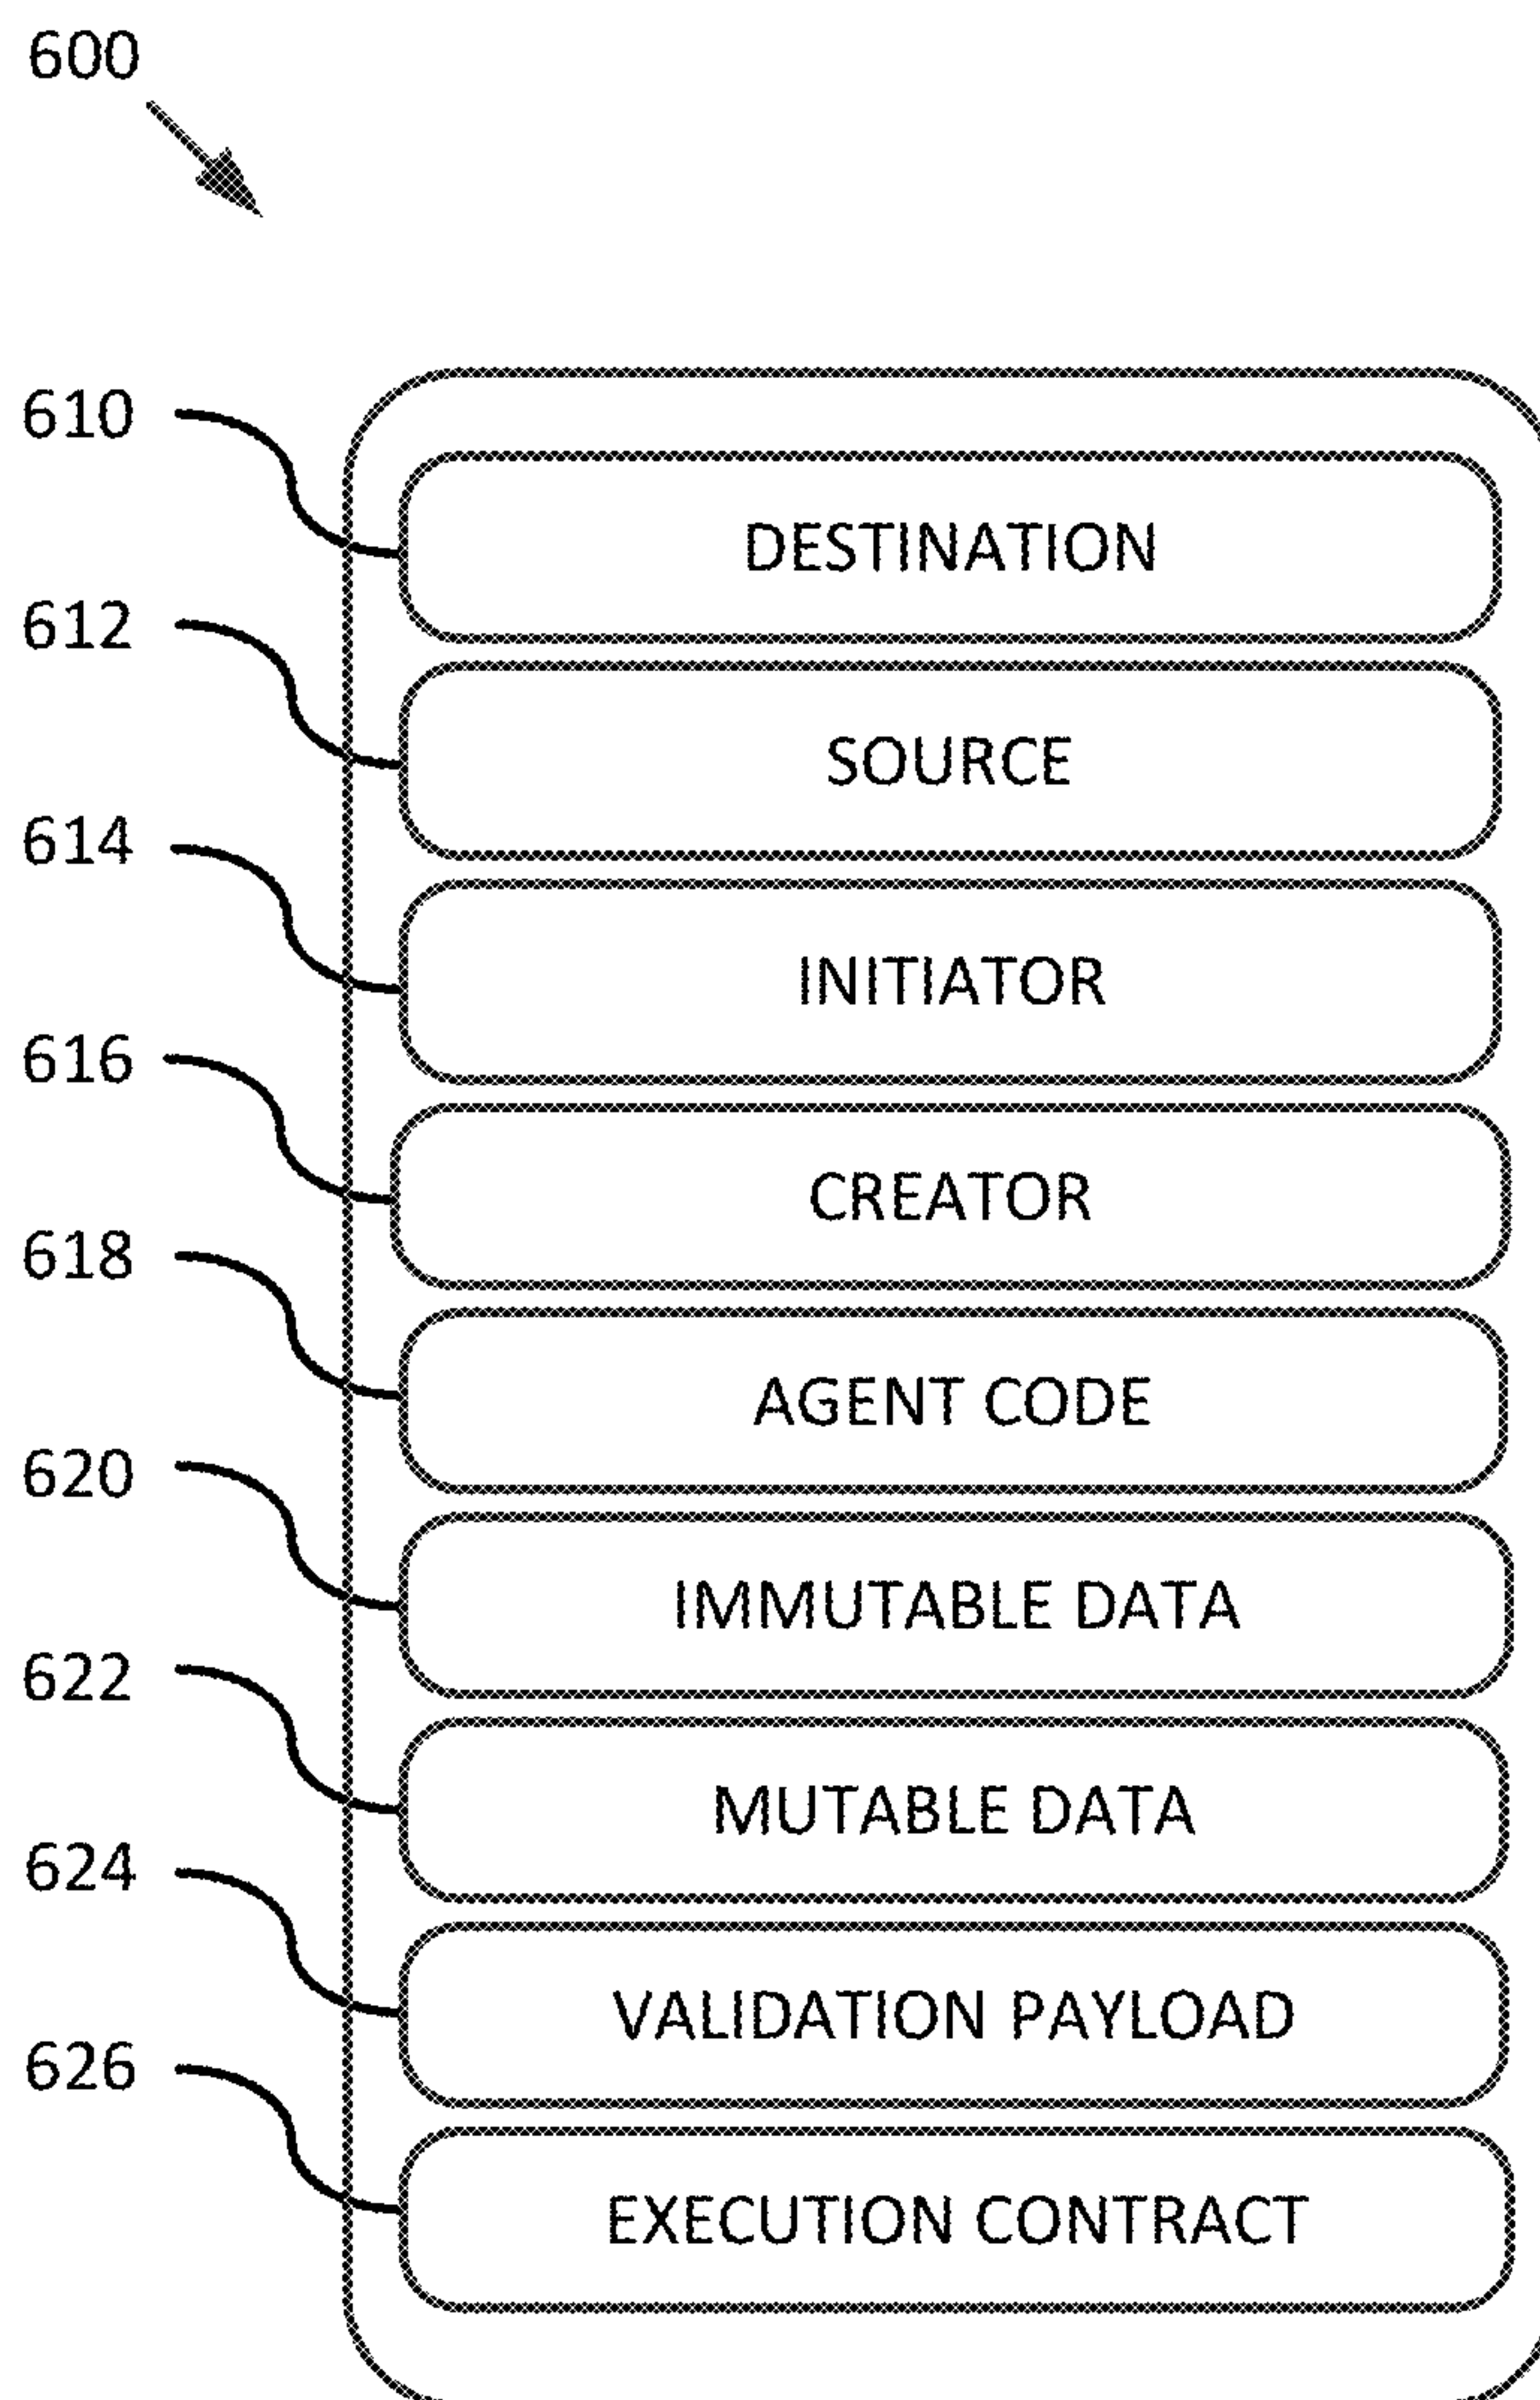 600
610
DESTINATION
612
SOURCE
614
INITIATOR
616
CREATOR
618
AGENT CODE
620
IMMUTABLE DATA
622
MUTABLE DATA
624
VALIDATION PAYLOAD
626
EXECUTION CONTRACT